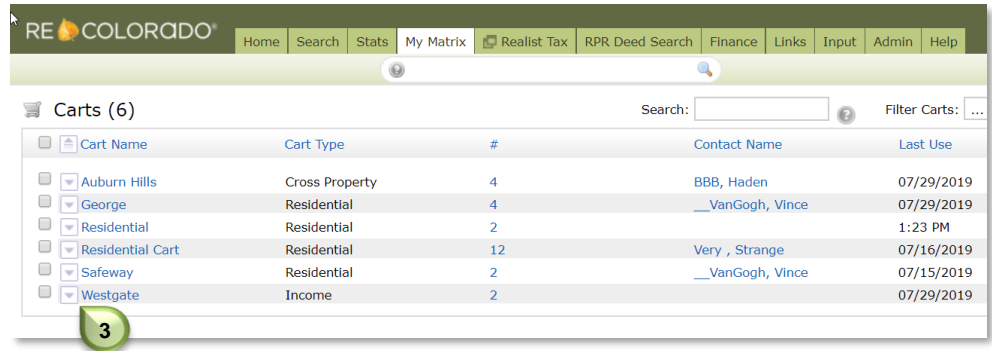 RE COLORADO®
Home Search Stats My Matrix Realist Tax RPR Deed Search Finance Links Input Admin Help
?
Carts (6) Search: ? Filter Carts: ...
Cart Name Cart Type # Contact Name Last Use
Auburn Hills Cross Property 4 BBB, Haden 07/29/2019
George Residential 4 __VanGogh, Vince 07/29/2019
Residential Residential 2 1:23 PM
Residential Cart Residential 12 Very , Strange 07/16/2019
Safeway Residential 2 __VanGogh, Vince 07/15/2019
Westgate Income 2 07/29/2019
3